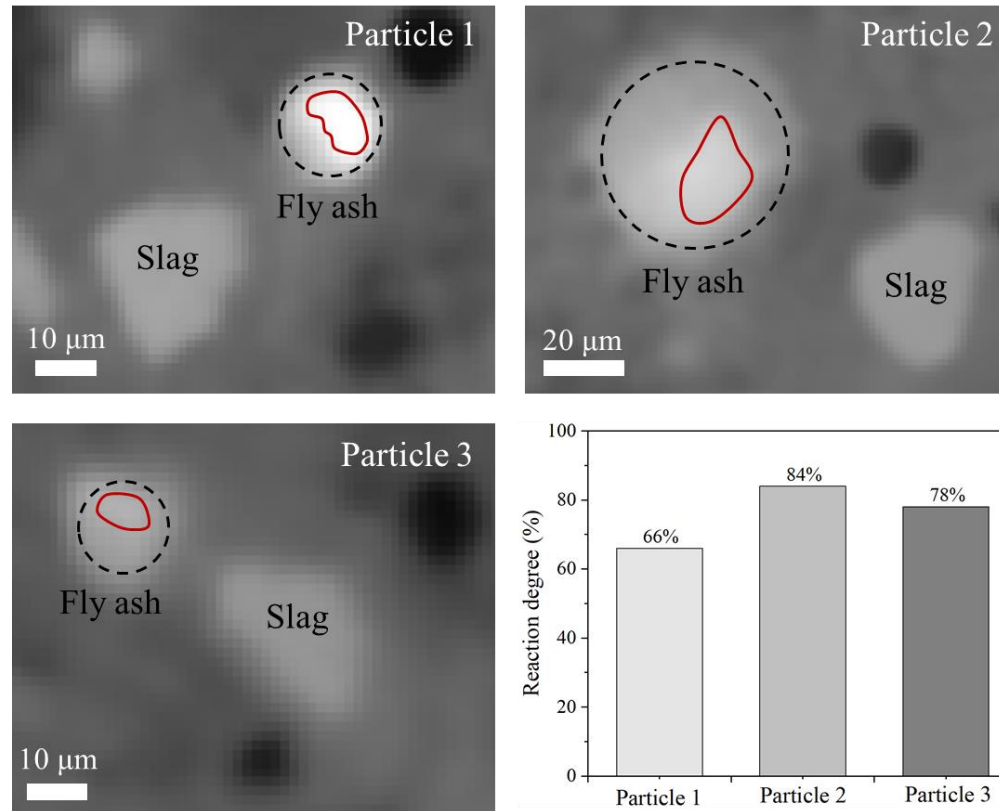 Particle 1
Fly ash
Slag
10 μm
Particle 2
Fly ash
Slag
20 μm
Particle 3
Fly ash
Slag
10 μm
100
80
60
40
20
0
Reaction degree (%)
66%
84%
78%
Particle 1
Particle 2
Particle 3